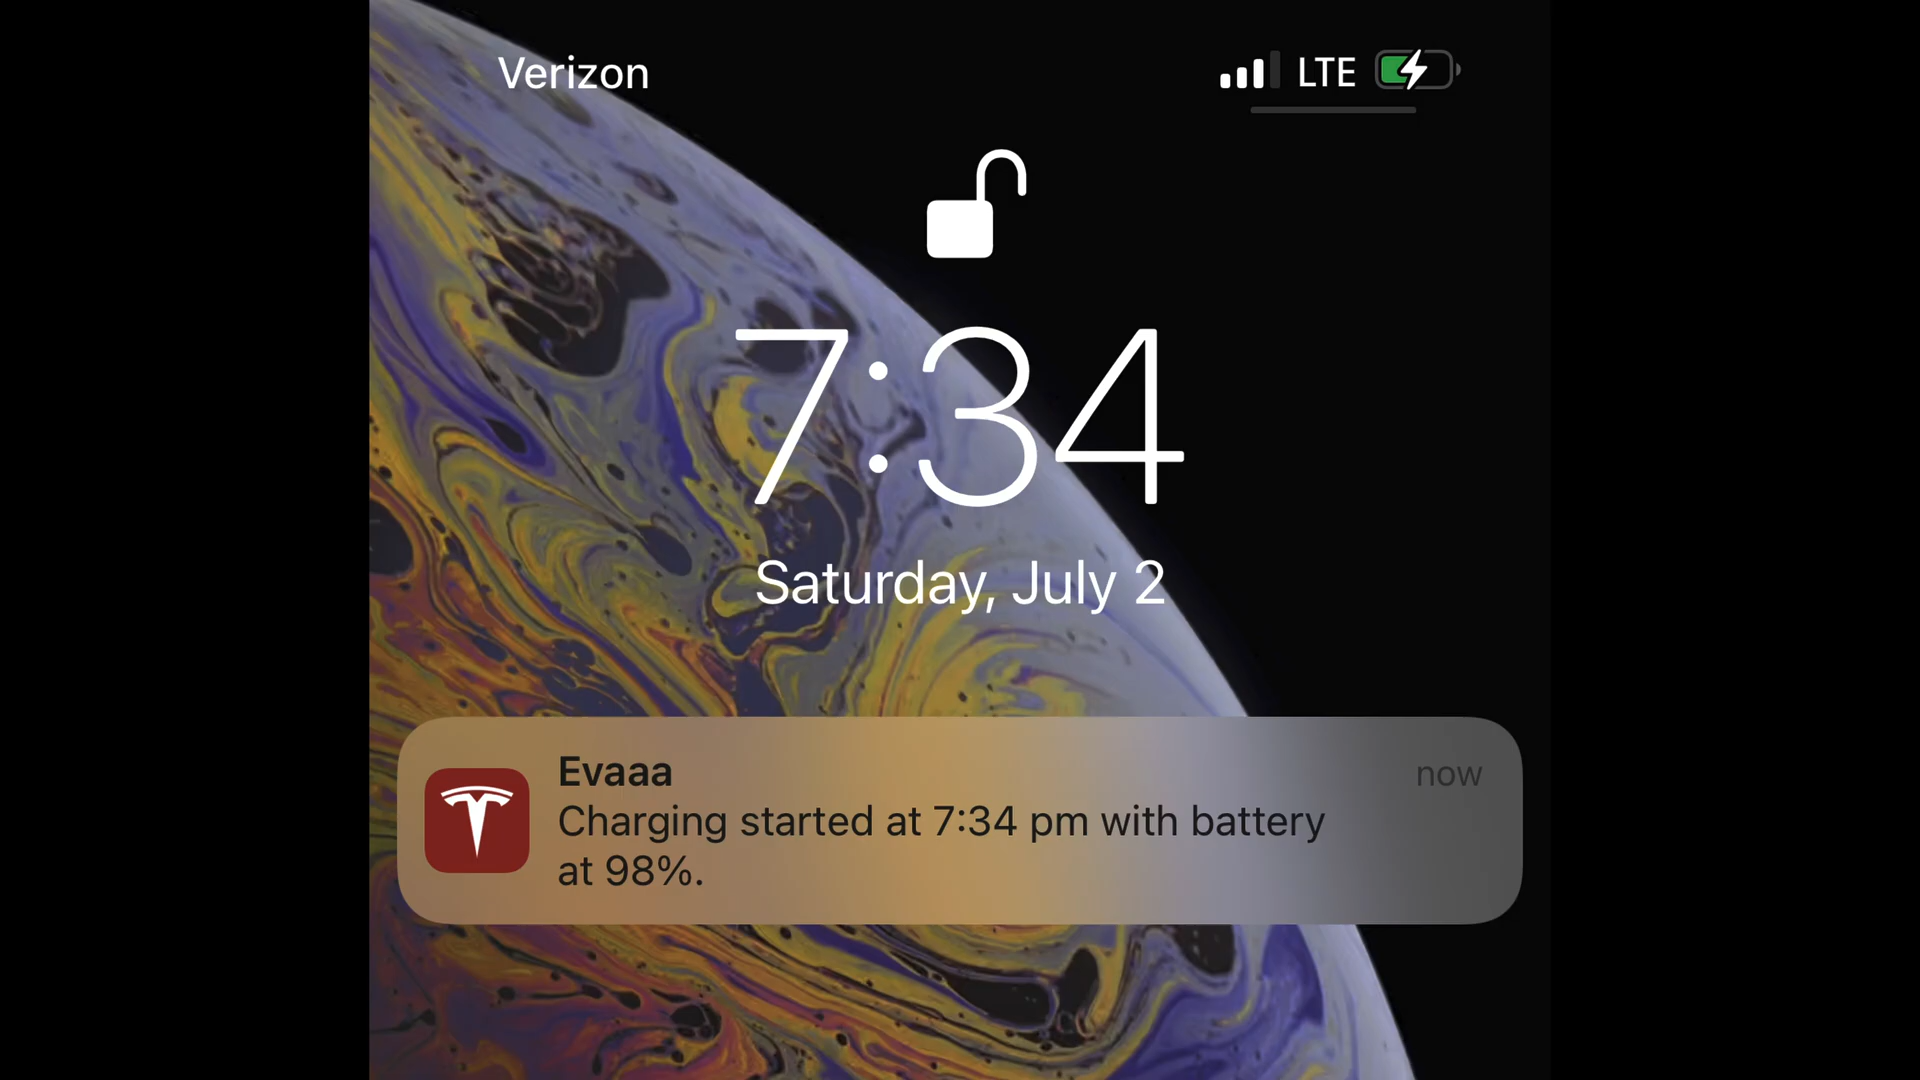 Verizon LTE
7:34
Saturday, July 2
Evaaa now
Charging started at 7:34 pm with battery
at 98%.